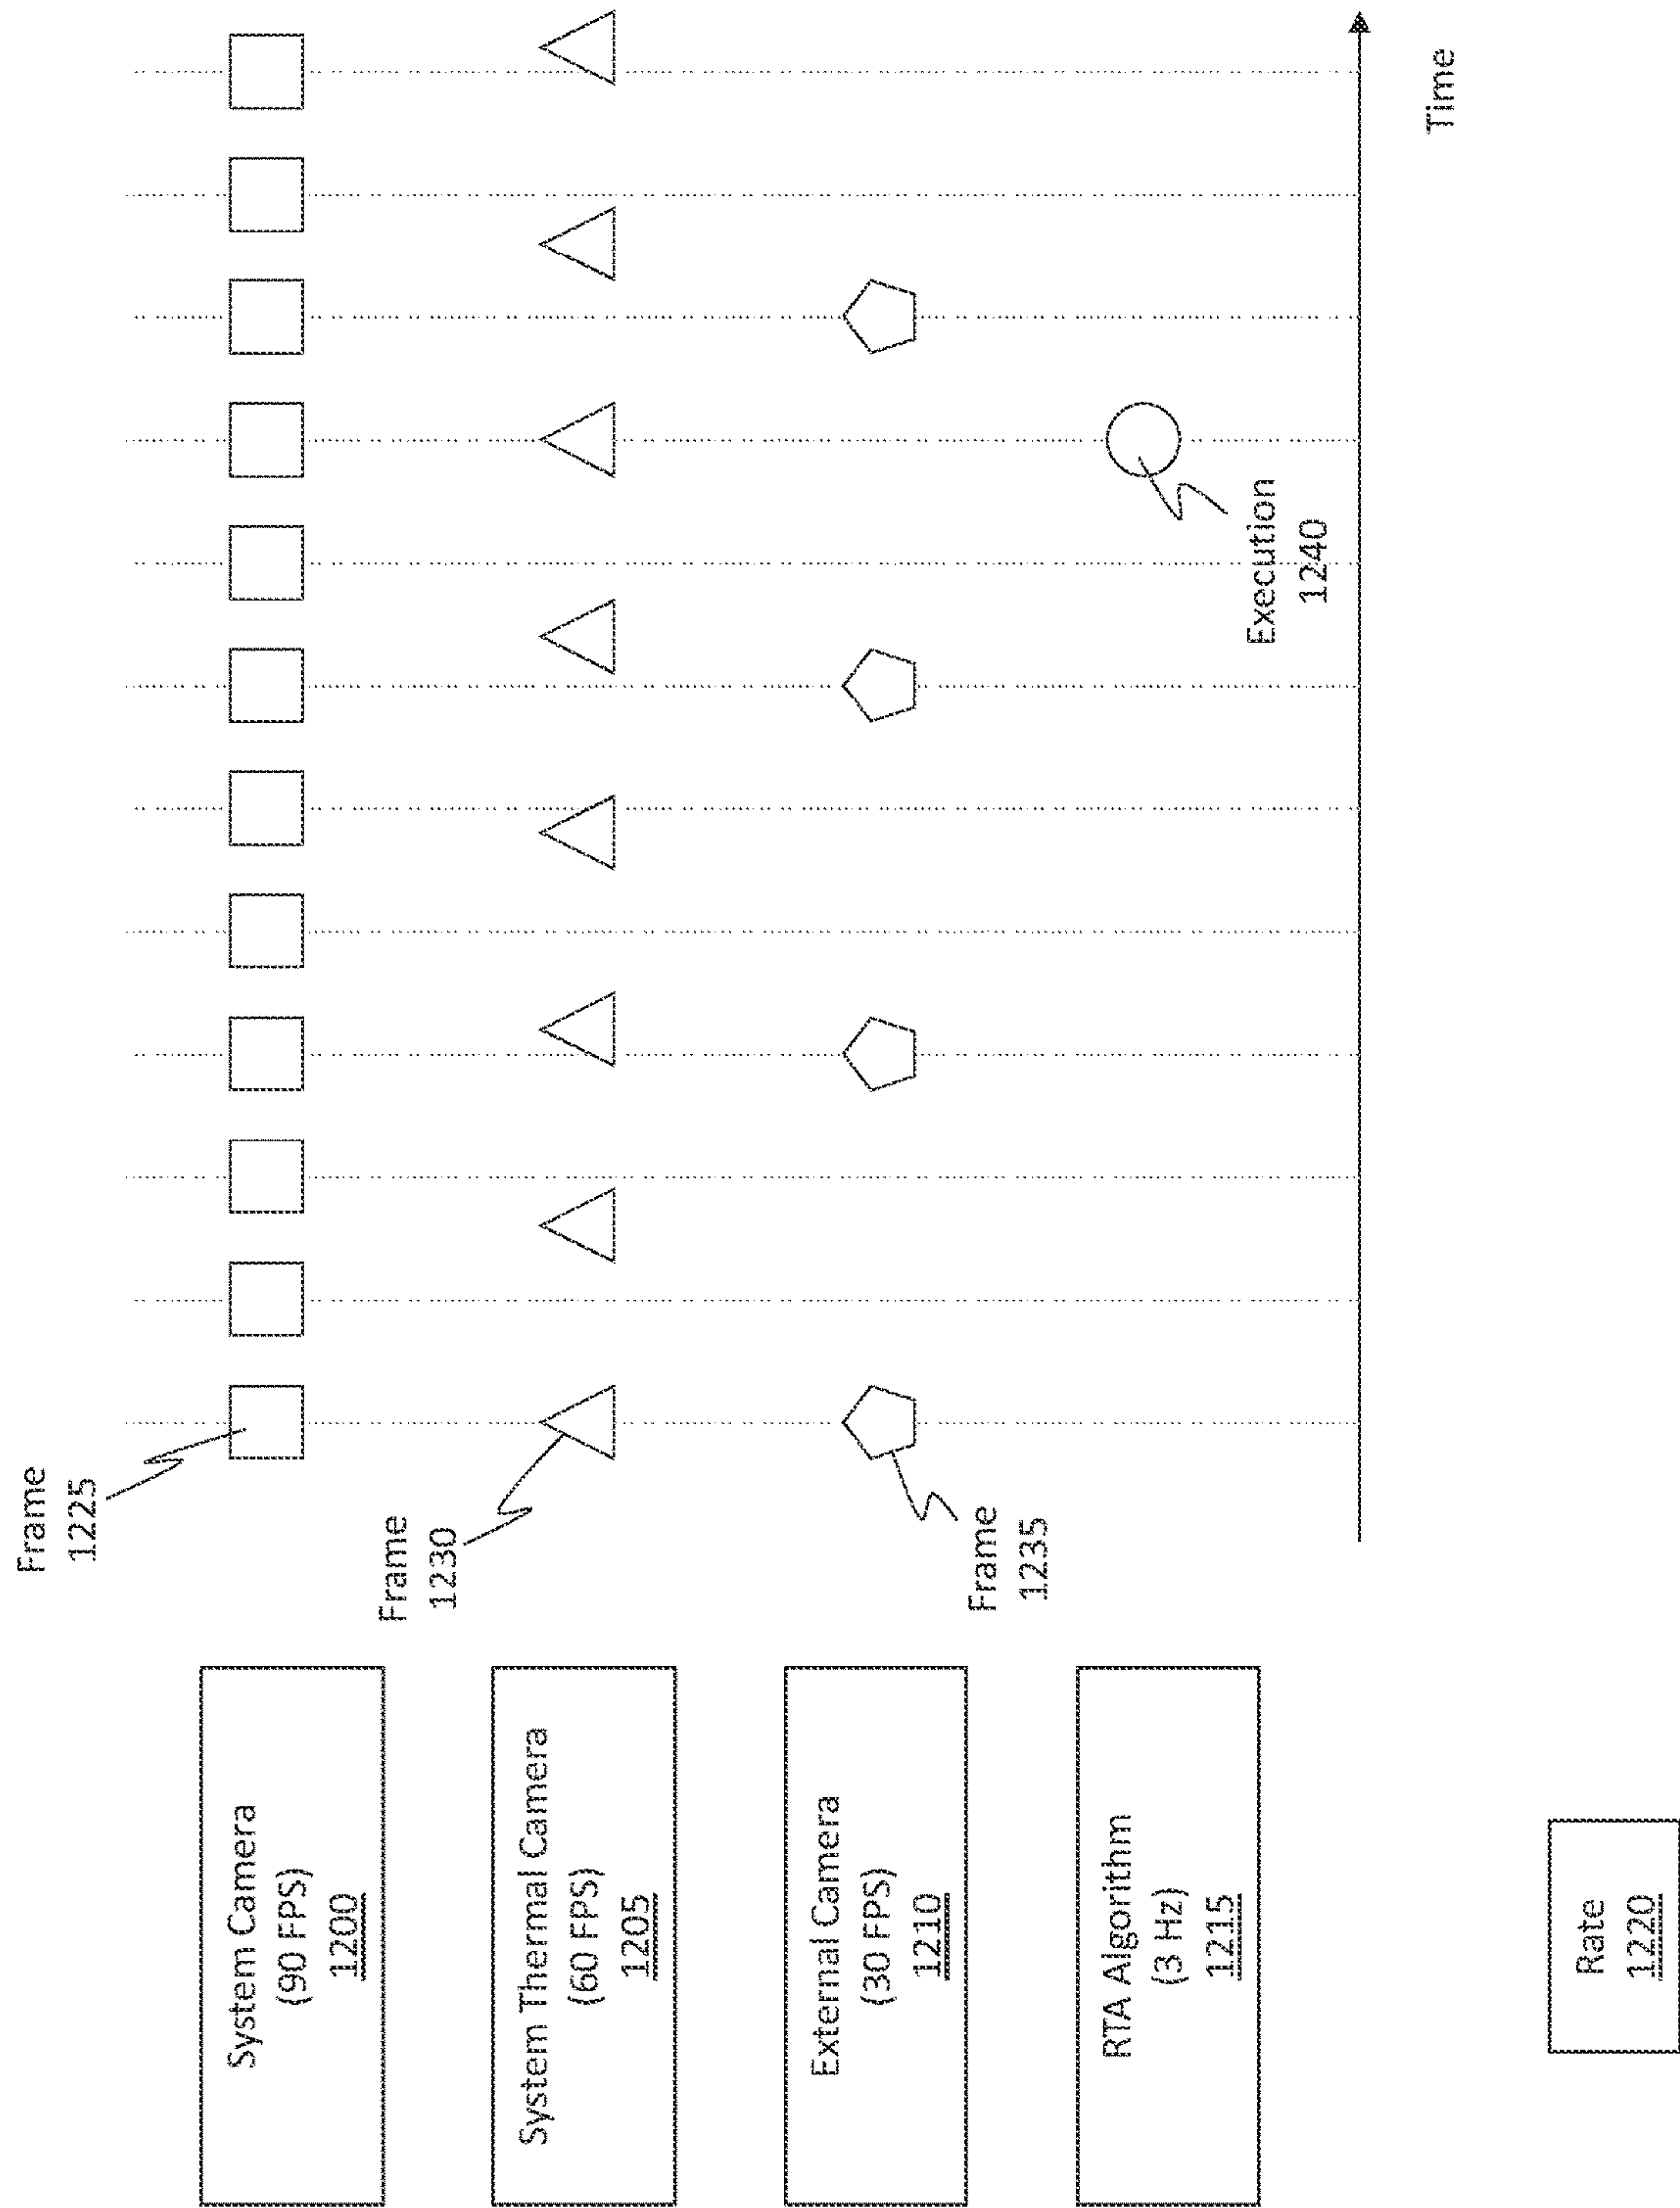 Frame
1225
Frame
1230
Frame
1235
Execution
1240
Time
System Camera
(90 FPS)
1200
System Thermal Camera
(60 FPS)
1205
External Camera
(30 FPS)
1210
RTA Algorithm
(3 Hz)
1215
Rate
1220